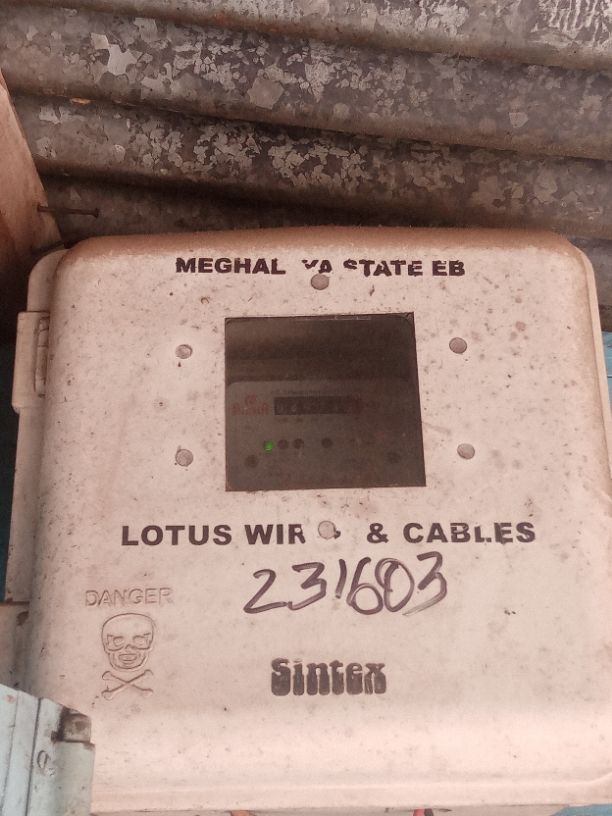 MEGHAL YA STATE EB
LOTUS WIR & CABLES
231603
DANGER
Sintex